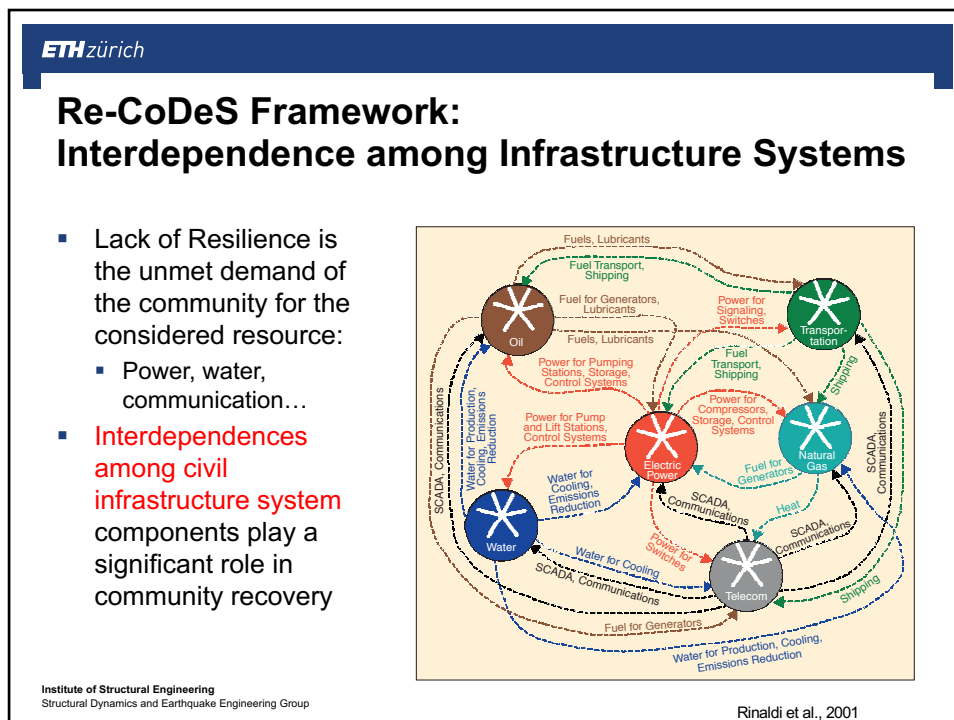 ETH zürich
Re-CoDeS Framework:
Interdependence among Infrastructure Systems
Lack of Resilience is
the unmet demand of
the community for the
considered resource:
Power, water,
communication…
Interdependences
among civil
infrastructure system
components play a
significant role in
community recovery
Fuels, Lubricants
Fuel Transport,
Shipping
Fuel for Generators,
Lubricants
Power for
Signaling,
Switches
Oil
Fuels, Lubricants
Transpor-
tation
Power for Pumping
Stations, Storage,
Control Systems
Fuel
Transport,
Shipping
Shipping
SCADA, Communications
Water for Production,
Cooling, Emissions
Reduction
Power for Pump
and Lift Stations,
Control Systems
Power for
Compressors,
Storage, Control
Systems
SCADA,
Communications
Electric
Power
Natural
Gas
Fuel for
Generators
Water for
Cooling,
Emissions
Reduction
SCADA,
Communications
Heat
SCADA,
Communications
Water
Power for
Switches
Water for Cooling
SCADA, Communications
Telecom
Shipping
Fuel for Generators
Water for Production, Cooling,
Emissions Reduction
Institute of Structural Engineering
Structural Dynamics and Earthquake Engineering Group
Rinaldi et al., 2001